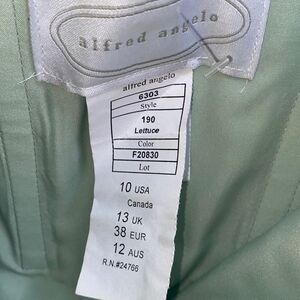 alfred angelo
alfred angelo
6303
Style
190
Lettuce
Color
F20830
Lot
10 USA
Canada
13 UK
38 EUR
12 AUS
R.N.#24766